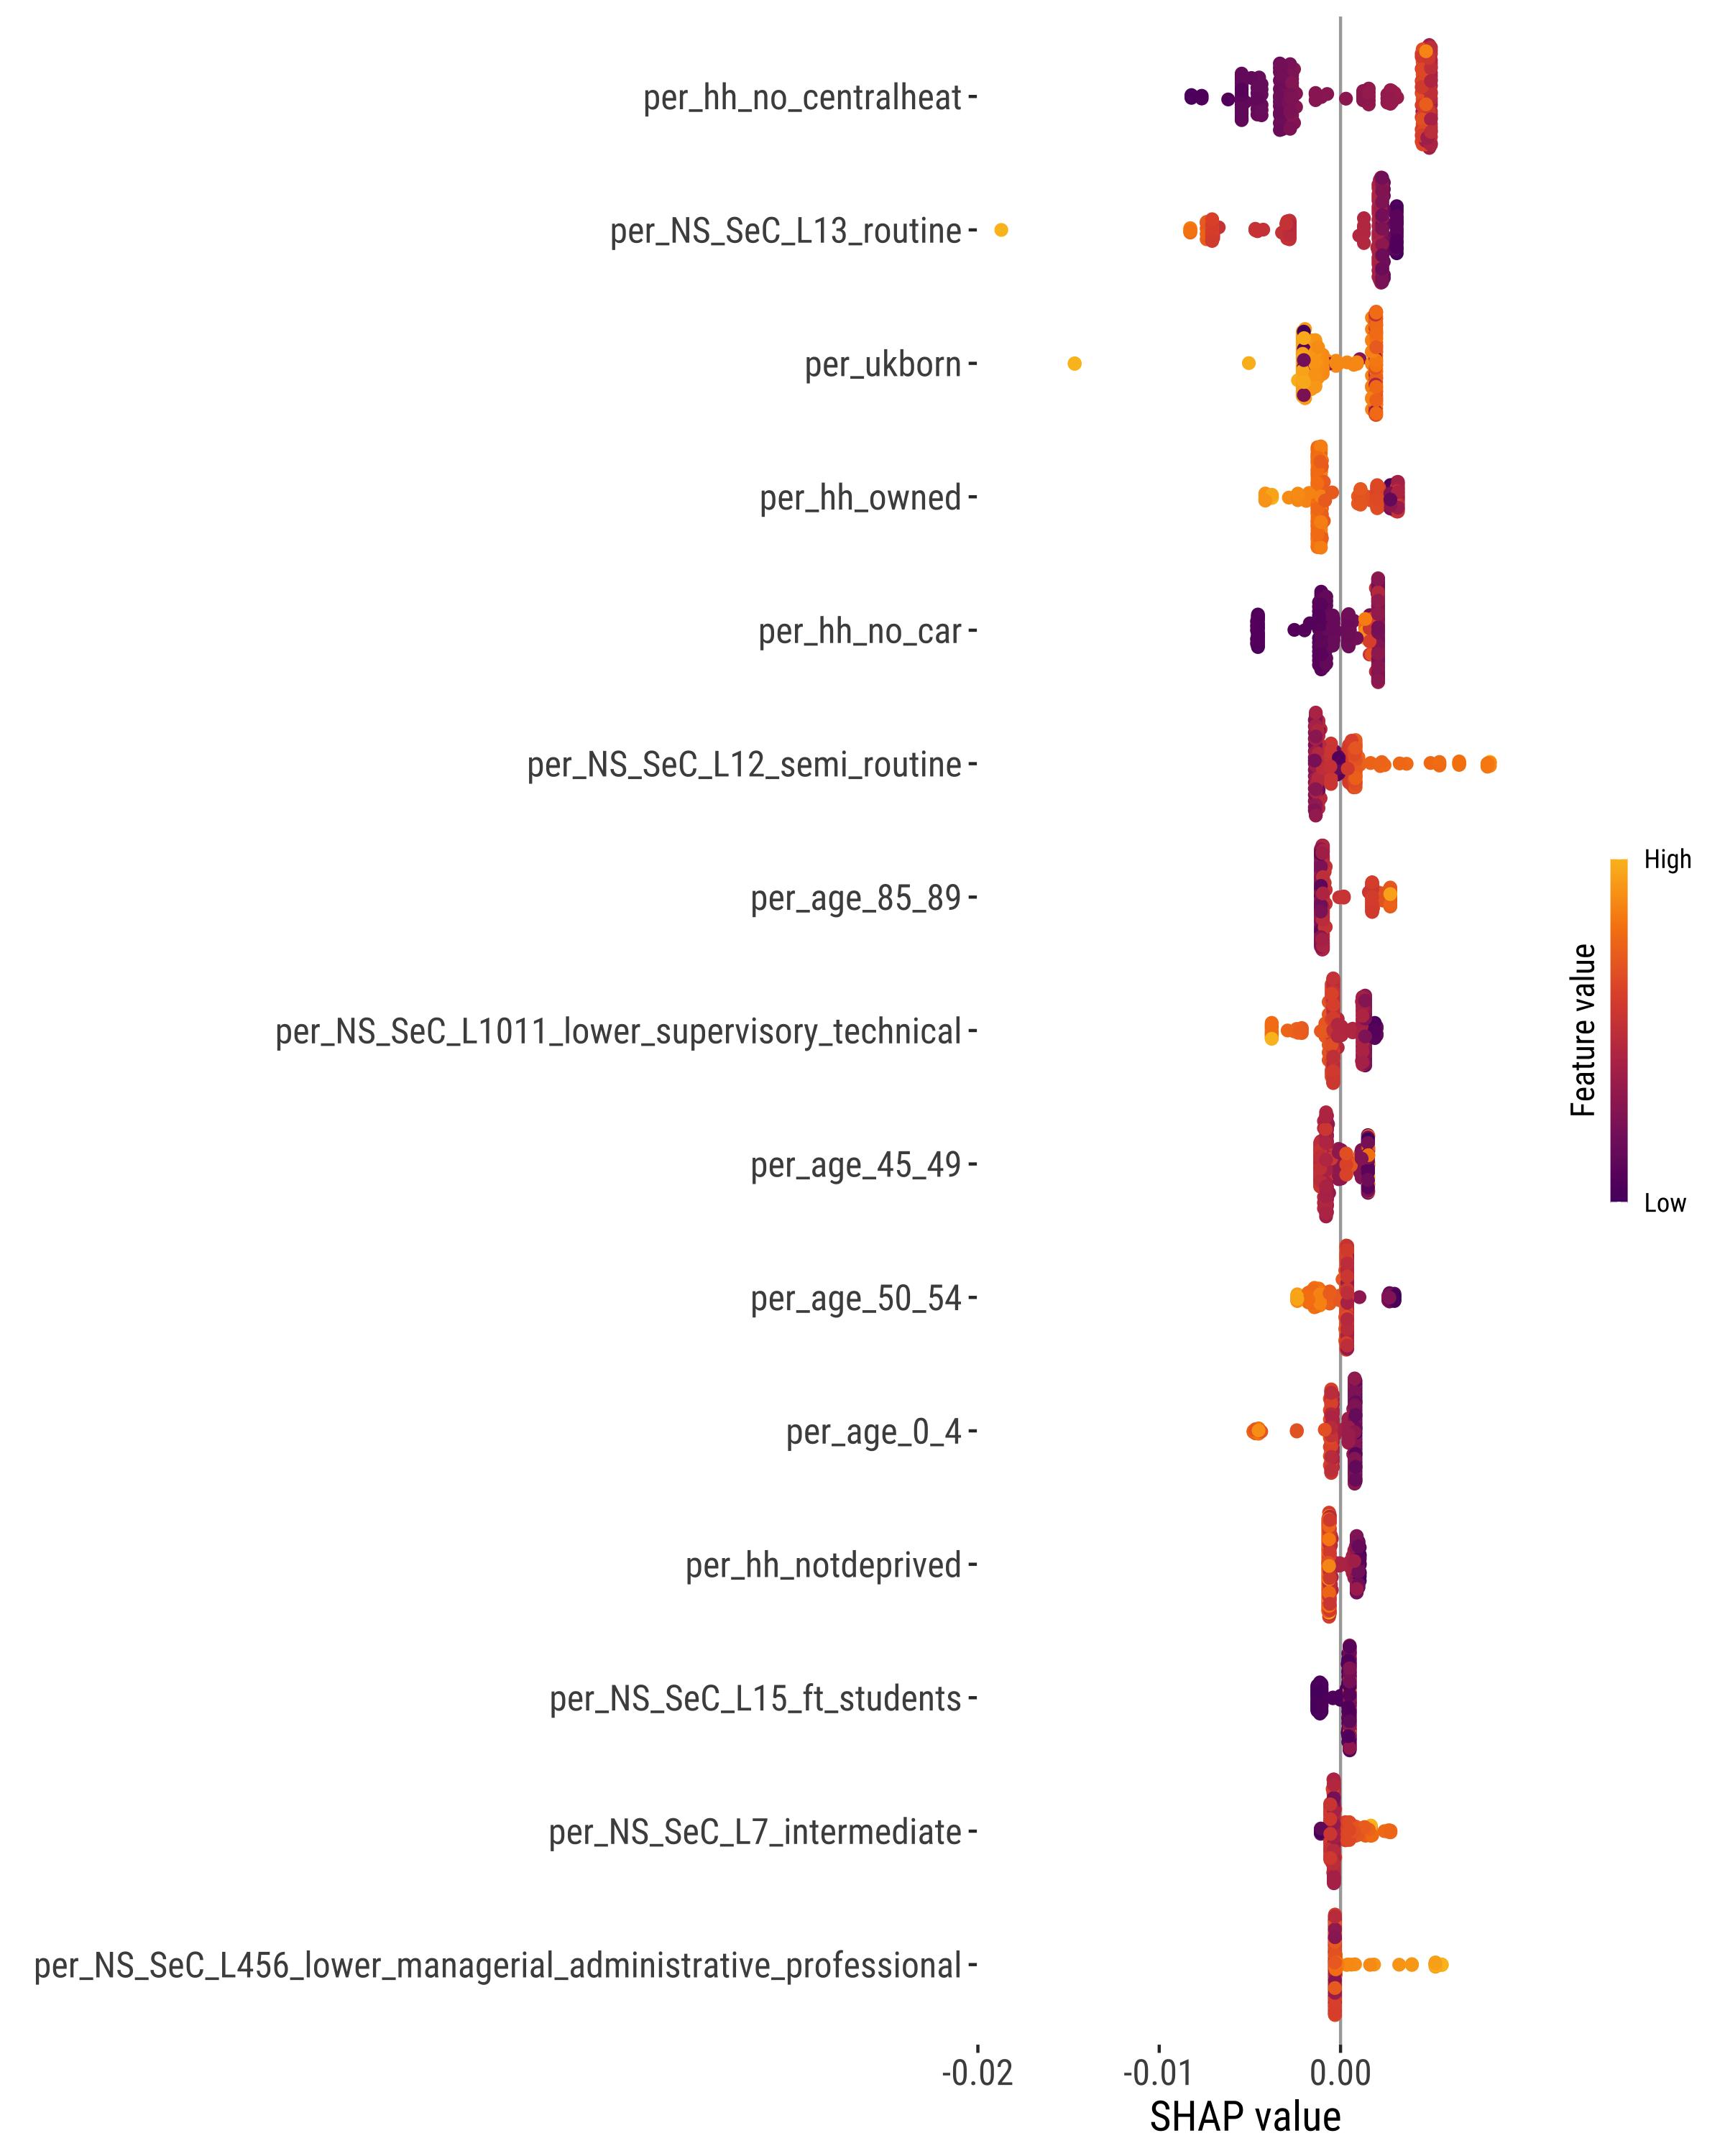 per_hh_no_centralheat
per_NS_SeC_L13_routine
per_ukborn
per_hh_owned
per_hh_no_car
per_NS_SeC_L12_semi_routine
per_age_85_89
per_NS_SeC_L1011_lower_supervisory_technical
per_age_45_49
per_age_50_54
per_age_0_4
per_hh_notdeprived
per_NS_SeC_L15_ft_students
per_NS_SeC_L7_intermediate
per_NS_SeC_L456_lower_managerial_administrative_professional
-0.02 -0.01 0.00
SHAP value
Feature value
High
Low